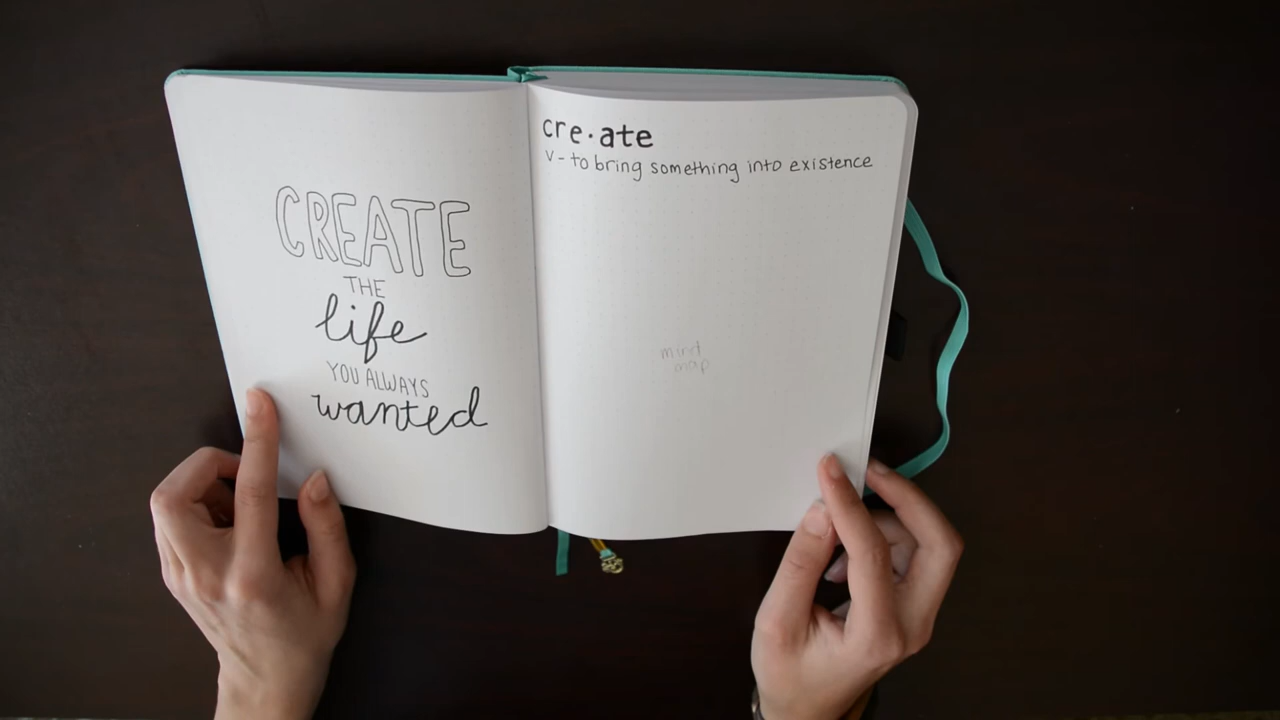 CREATE
THE
life
YOU ALWAYS
wanted
cre·ate
v - to bring something into existence
mind
map